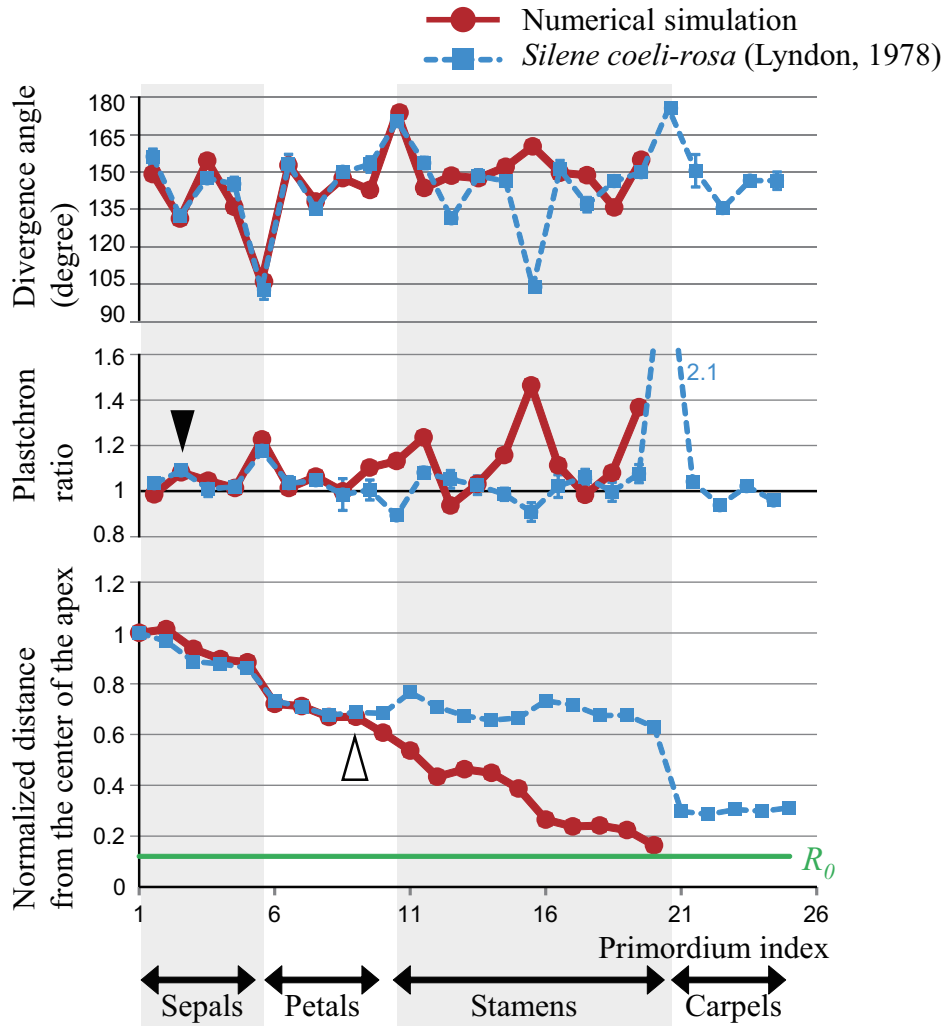 Numerical simulation
Silene coeli-rosa (Lyndon, 1978)
Divergence angle
(degree)
180
165
150
135
120
105
90
Plastchron
ratio
1.6
1.4
1.2
1
0.8
2.1
Normalized distance
from the center of the apex
1.2
1
0.8
0.6
0.4
0.2
0
R0
1 6 11 16 21 26
Primordium index
Sepals Petals Stamens Carpels